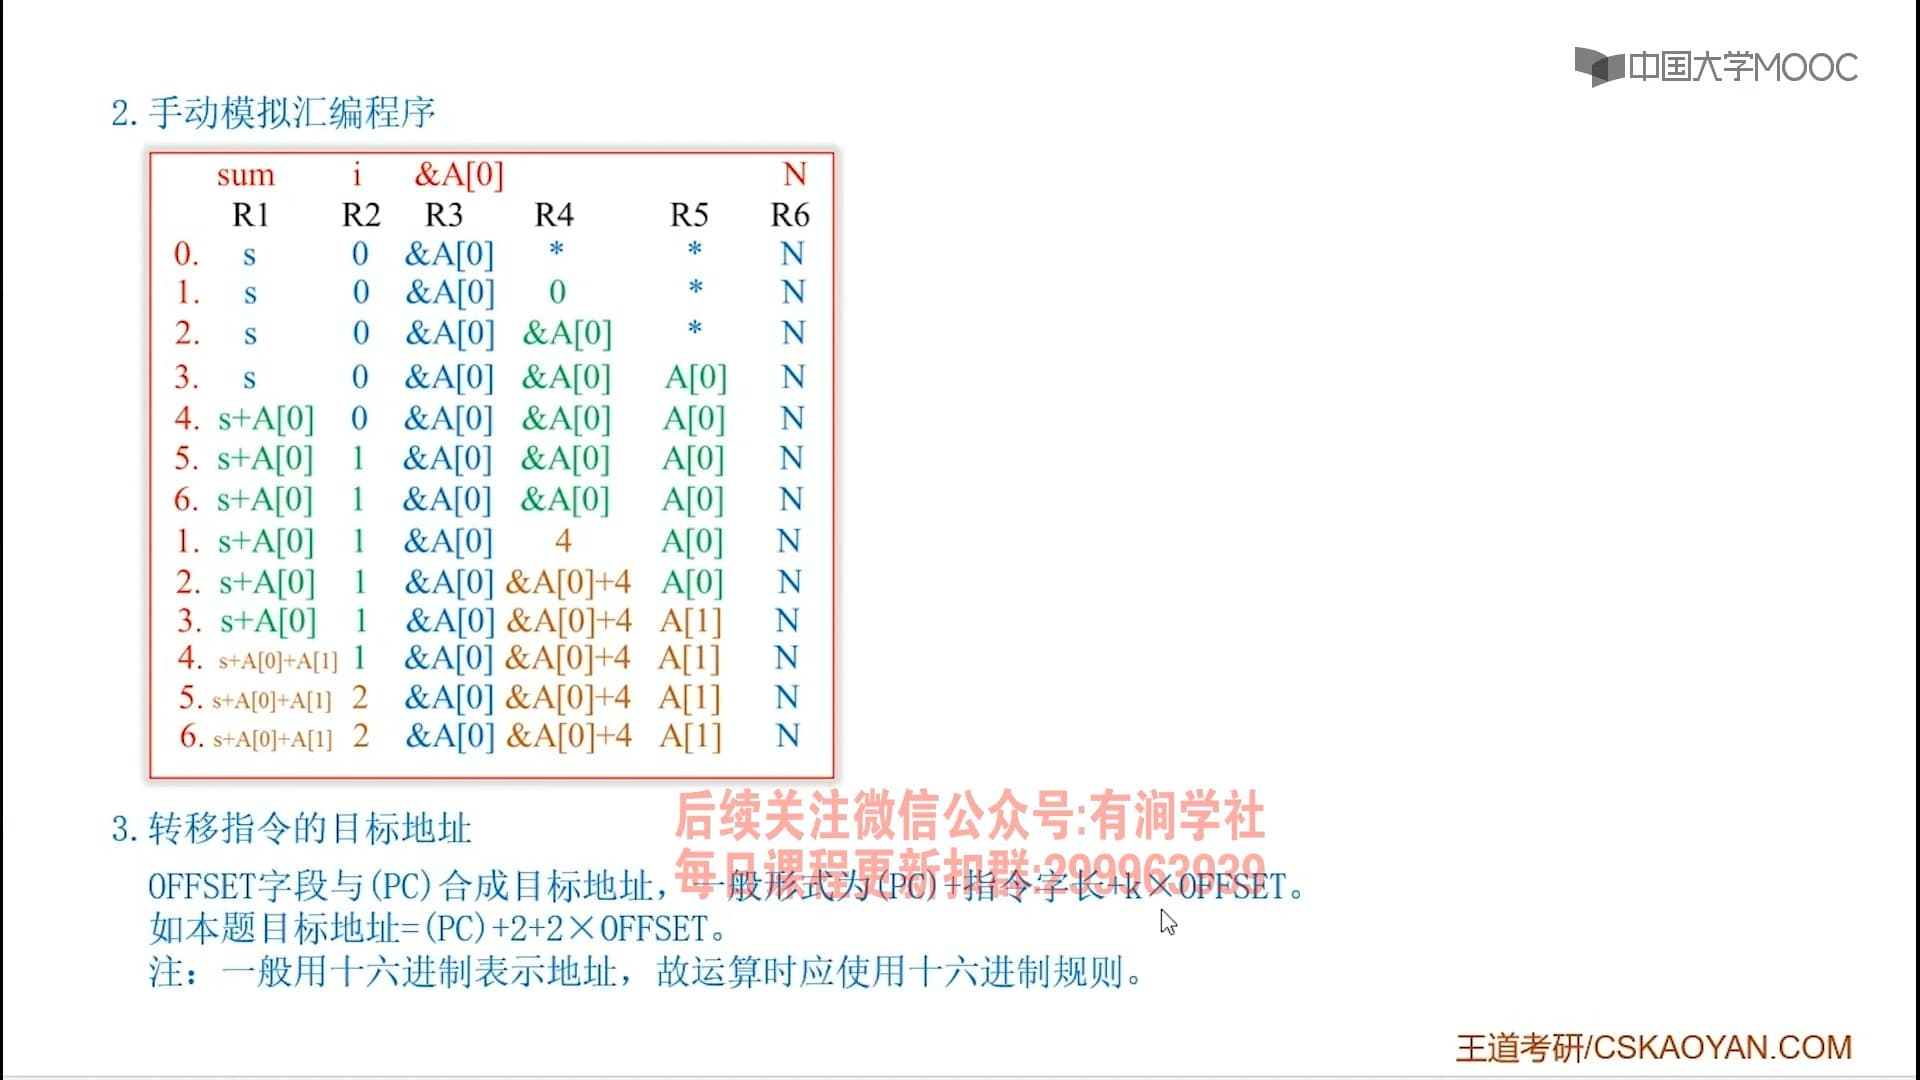 中国大学MOOC
2. 手动模拟汇编程序
sum i &A[0] N
R1 R2 R3 R4 R5 R6
0. s 0 &A[0] * * N
1. s 0 &A[0] 0 * N
2. s 0 &A[0] &A[0] * N
3. s 0 &A[0] &A[0] A[0] N
4. s+A[0] 0 &A[0] &A[0] A[0] N
5. s+A[0] 1 &A[0] &A[0] A[0] N
6. s+A[0] 1 &A[0] &A[0] A[0] N
1. s+A[0] 1 &A[0] 4 A[0] N
2. s+A[0] 1 &A[0] &A[0]+4 A[0] N
3. s+A[0] 1 &A[0] &A[0]+4 A[1] N
4. s+A[0]+A[1] 1 &A[0] &A[0]+4 A[1] N
5. s+A[0]+A[1] 2 &A[0] &A[0]+4 A[1] N
6. s+A[0]+A[1] 2 &A[0] &A[0]+4 A[1] N
后续关注微信公众号:有涧学社
3. 转移指令的目标地址
每日课程更新扣群:299963939
OFFSET字段与(PC)合成目标地址，一般形式为(PC)+指令字长+k×OFFSET。
如本题目标地址=(PC)+2+2×OFFSET。
注：一般用十六进制表示地址，故运算时应使用十六进制规则。
王道考研/CSKAOYAN.COM